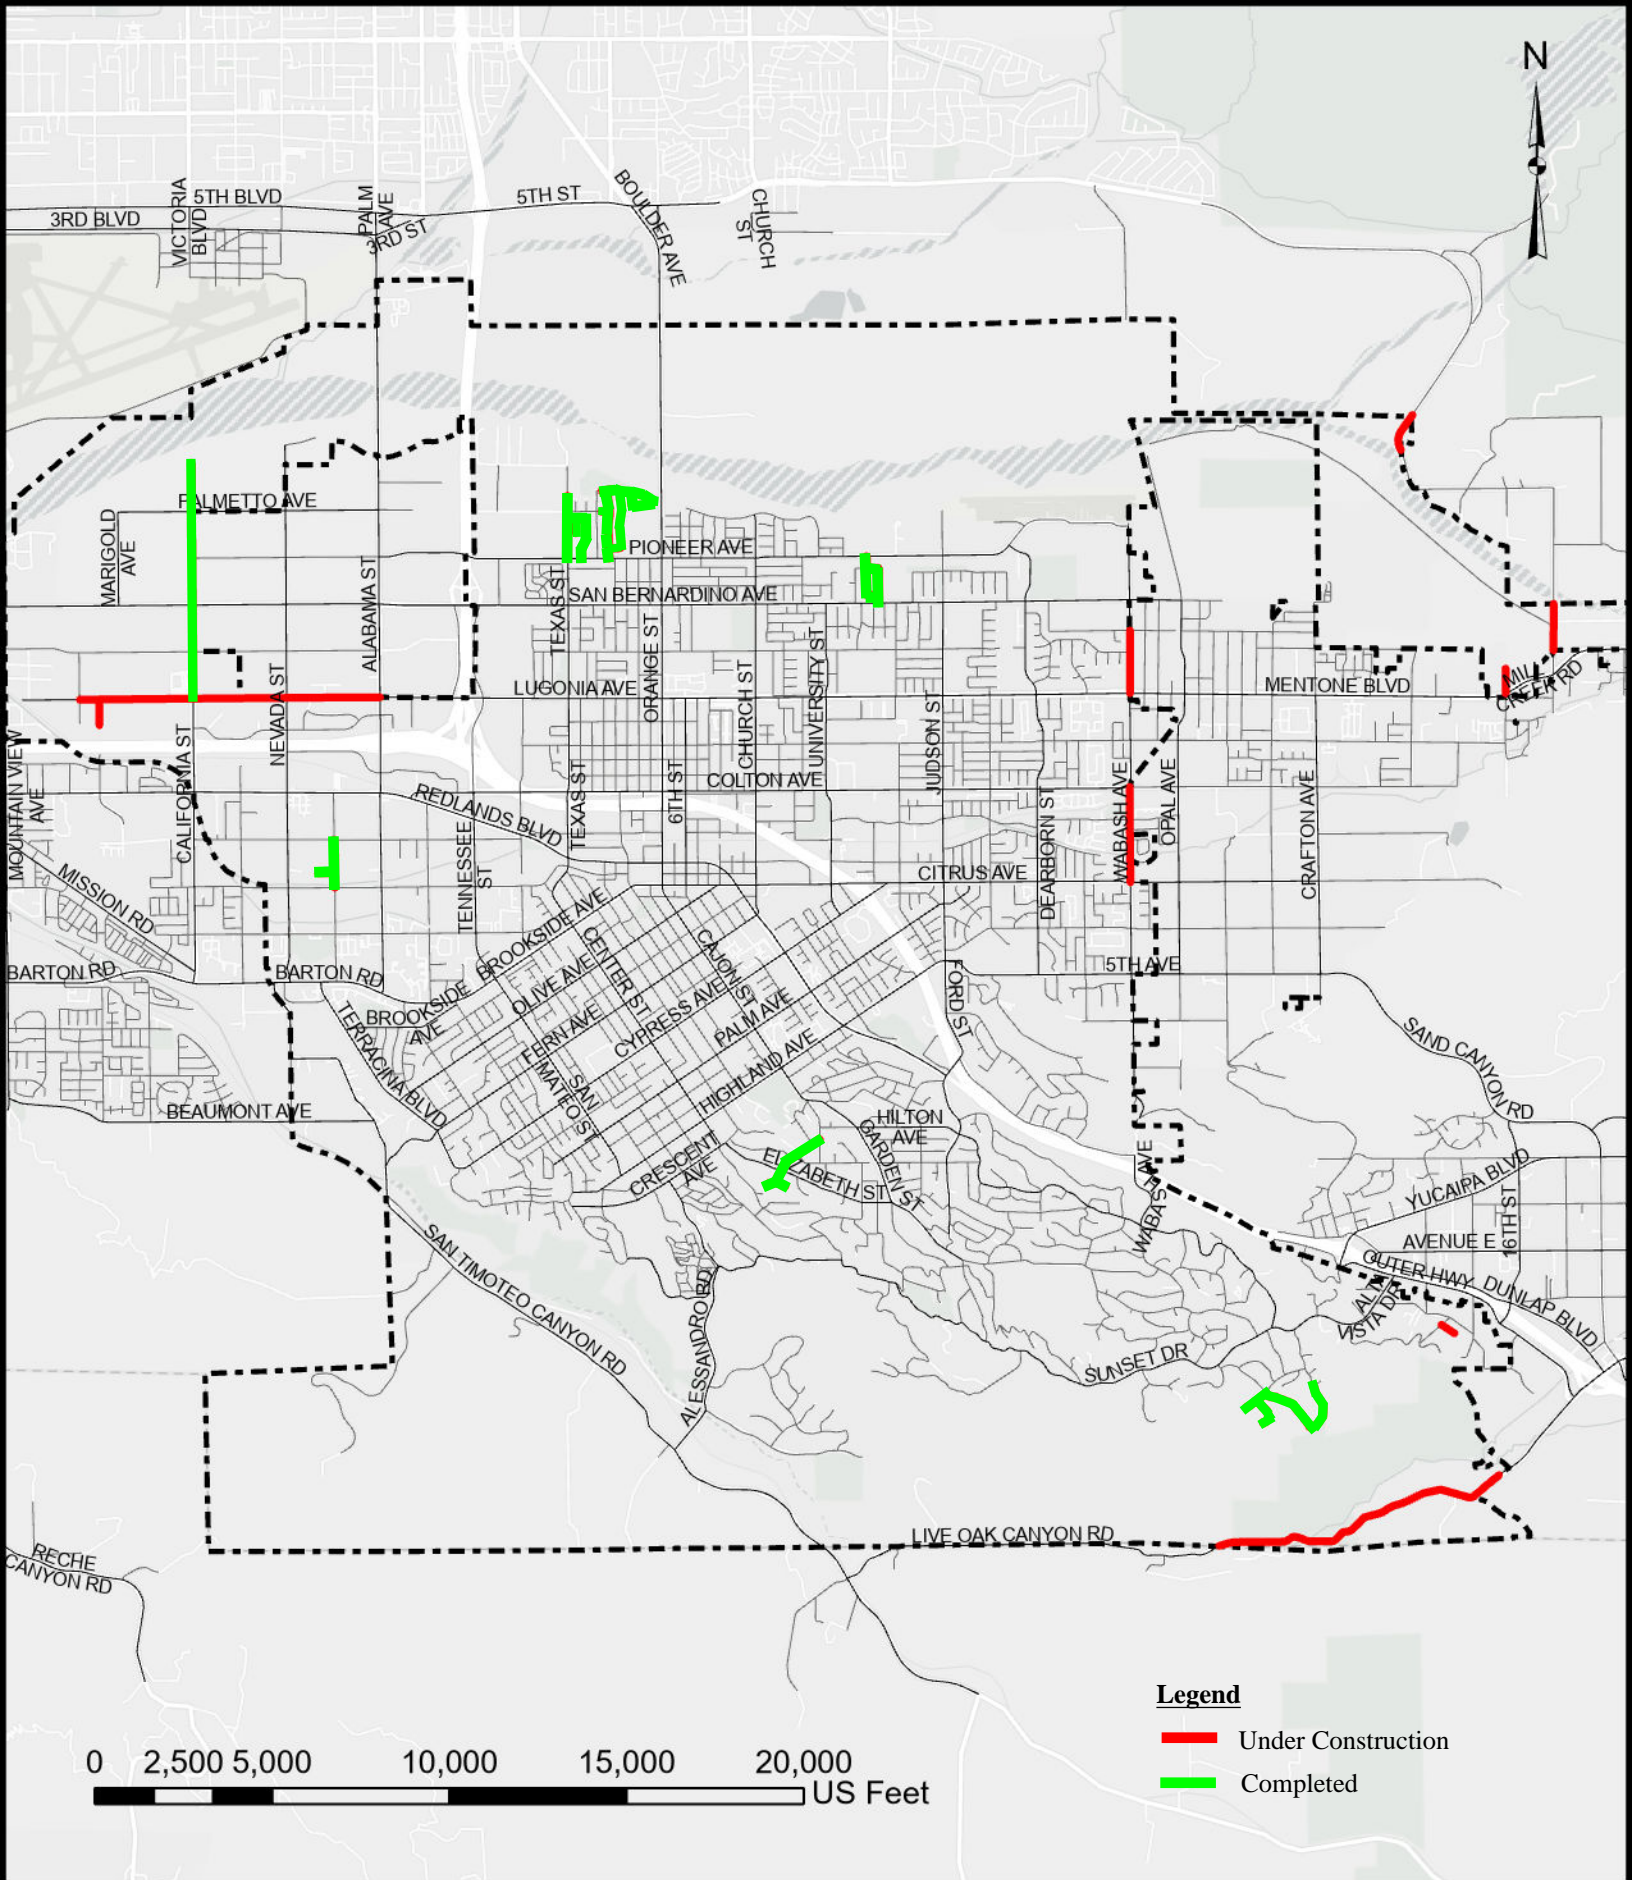 N
VICTORIA
BLVD
5TH BLVD
3RD BLVD
PALM
AVE
3RD ST
5TH ST
BOULDER AVE
CHURCH
ST
PALMETTO AVE
MARIGOLD
AVE
ALABAMA ST
PIONEER AVE
TEXAS ST
SAN BERNARDINO AVE
ORANGE ST
UNIVERSITY ST
NEVADA ST
LUGONIA AVE
CHURCH ST
JUDSON ST
MENTONE BLVD
MILL
CREEK RD
MOUNTAIN VIEW
AVE
CALIFORNIA ST
REDLANDS BLVD
TEXAS ST
6TH ST
COLTON AVE
WABASH AVE
OPAL AVE
CRAFTON AVE
DEARBORN ST
TENNESSEE
ST
CITRUS AVE
MISSION RD
BARTON RD
BARTON RD
BROOKSIDE AVE
BROOKSIDE
AVE
OLIVE AVE
CENTER ST
CAJON ST
FERN AVE
CYPRESS AVE
PALM AVE
HIGHLAND AVE
FORD ST
5TH AVE
SAND CANYON RD
TERRACINA BLVD
SAN
MATEO ST
BEAUMONT AVE
CRESCENT
AVE
ELIZABETH ST
GARDEN ST
HILTON
AVE
WABAS
AVE
YUCAIPA BLVD
16TH ST
AVENUE E
OUTER HWY
DUNLAP BLVD
ALTA
VISTA DR
SAN TIMOTEO CANYON RD
ALESSANDRO RD
SUNSET DR
LIVE OAK CANYON RD
RECHE
CANYON RD
Legend
Under Construction
Completed
0 2,500 5,000 10,000 15,000 20,000
US Feet